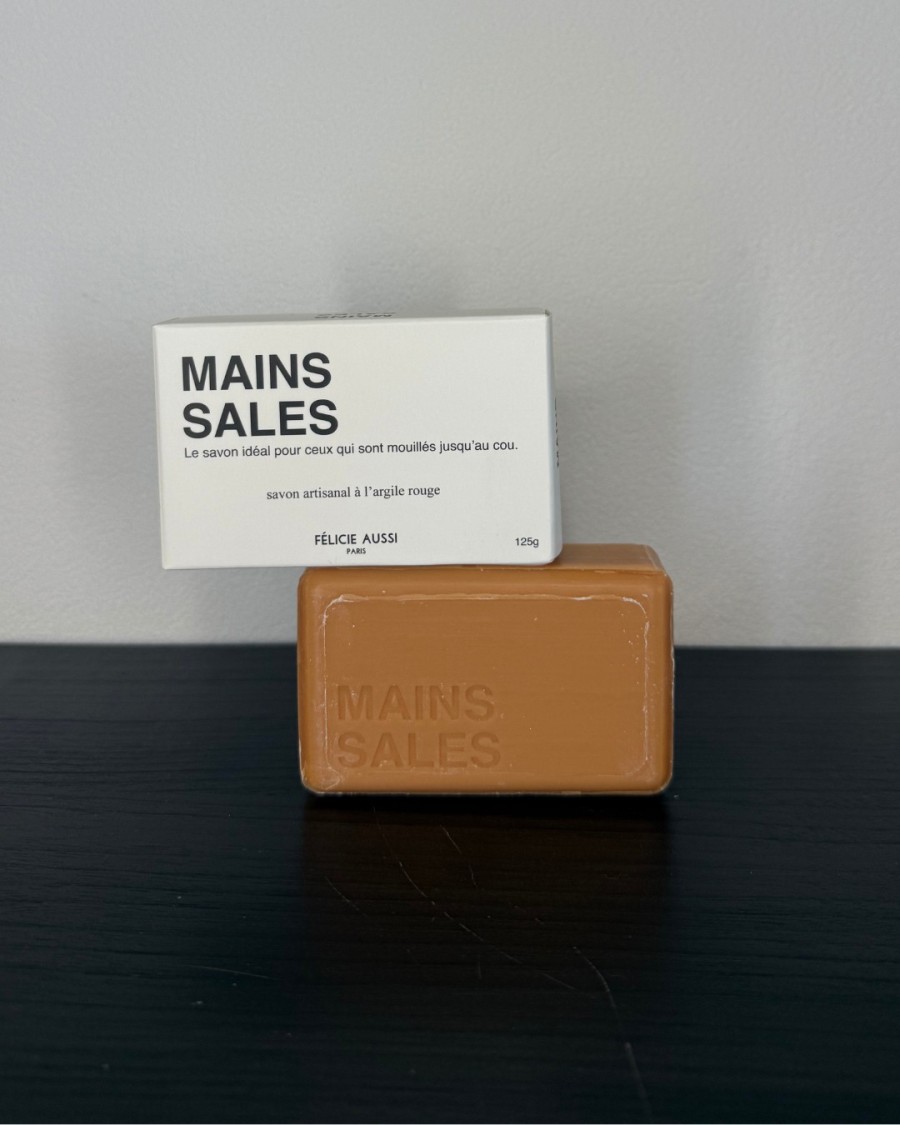 MAINS
SALES
Le savon idéal pour ceux qui sont mouillés jusqu'au cou.
savon artisanal à l'argile rouge
FÉLICIE AUSSI
PARIS
125g
MAINS
SALES